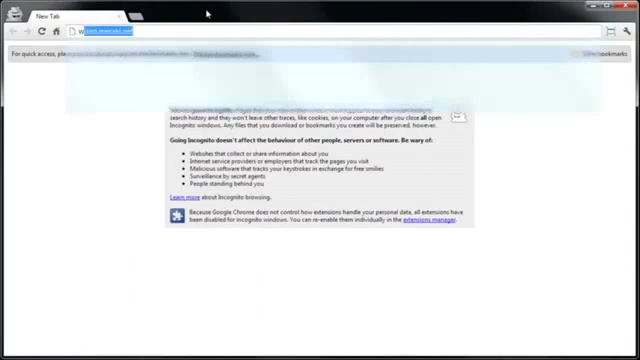 New Tab
w
For quick access,
bookmarks
search history and they won't leave other traces, like cookies, on your computer after you close all open
Incognito windows. Any files that you download or bookmarks you create will be preserved, however.
Going Incognito doesn't affect the behaviour of other people, servers or software. Be wary of:
• Websites that collect or share information about you
• Internet service providers or employers that track the pages you visit
• Malicious software that tracks your keystrokes in exchange for free smilies
• Surveillance by secret agents
• People standing behind you
Learn more about Incognito browsing.
Because Google Chrome does not control how extensions handle your personal data, all extensions have
been disabled for incognito windows. You can re-enable them individually in the extensions manager.